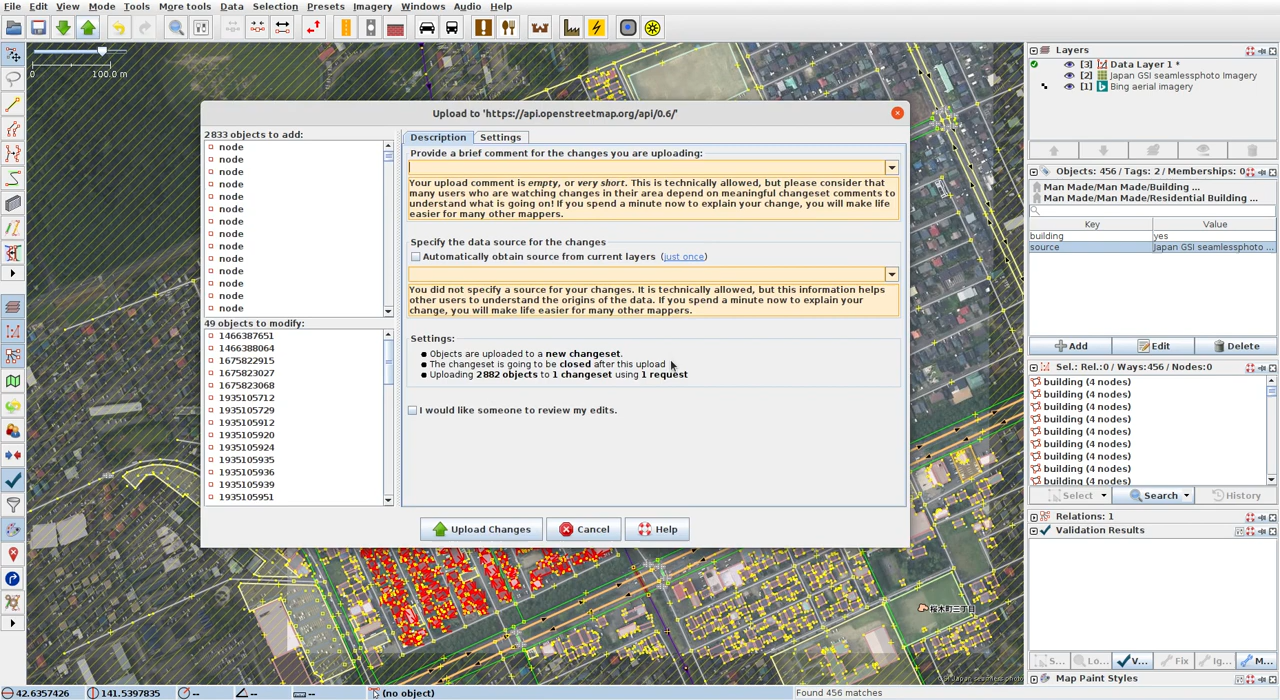 File Edit View Mode Tools More tools Data Selection Presets Imagery Windows Audio Help
0 100.0 m
Upload to 'https://api.openstreetmap.org/api/0.6/'
2833 objects to add:
node
node
node
node
node
node
node
node
node
node
node
node
node
node
49 objects to modify:
1466387651
1466388064
1675822915
1675823027
1675823068
1935105712
1935105729
1935105912
1935105920
1935105924
1935105935
1935105936
1935105939
1935105951
Description Settings
Provide a brief comment for the changes you are uploading:
Your upload comment is empty, or very short. This is technically allowed, but please consider that
many users who are watching changes in their area depend on meaningful changeset comments to
understand what is going on! If you spend a minute now to explain your change, you will make life
easier for many other mappers.
Specify the data source for the changes
Automatically obtain source from current layers (just once)
You did not specify a source for your changes. It is technically allowed, but this information helps
other users to understand the origins of the data. If you spend a minute now to explain your
change, you will make life easier for many other mappers.
Settings:
● Objects are uploaded to a new changeset.
● The changeset is going to be closed after this upload
● Uploading 2882 objects to 1 changeset using 1 request
I would like someone to review my edits.
Upload Changes Cancel Help
桜木町三丁目
Layers
[3] Data Layer 1 *
[2] Japan GSI seamlessphoto Imagery
[1] Bing aerial imagery
Objects: 456 / Tags: 2 / Memberships: 0
Man Made/Man Made/Building ...
Man Made/Man Made/Residential Building ...
Key Value
building yes
source Japan GSI seamlessphoto ...
Add Edit Delete
Sel.: Rel.:0 / Ways:456 / Nodes:0
building (4 nodes)
building (4 nodes)
building (4 nodes)
building (4 nodes)
building (4 nodes)
building (4 nodes)
building (4 nodes)
building (4 nodes)
building (4 nodes)
Select Search History
Relations: 1
Validation Results
S... Lo... V... Fix Ig... M...
Map Paint Styles
42.6357426 141.5397835 -- -- -- (no object) Found 456 matches